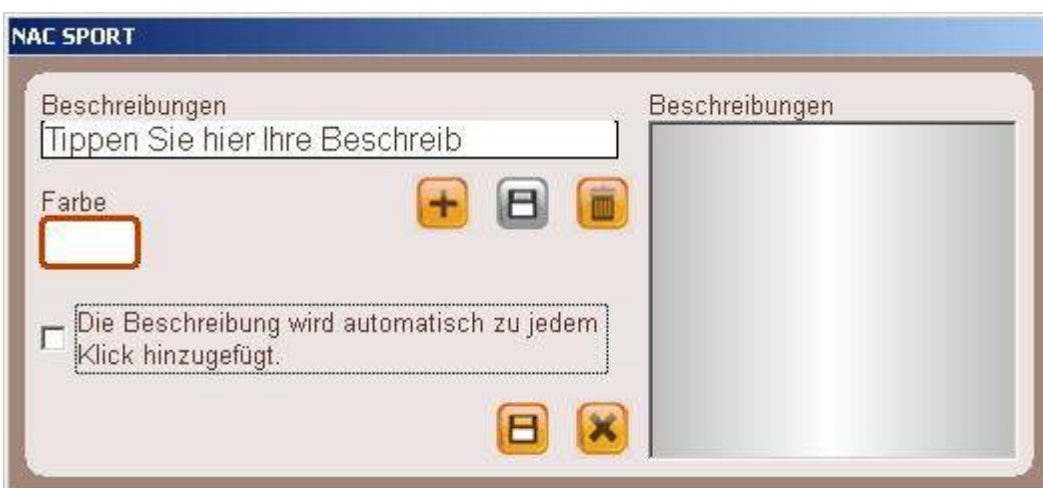 NAC SPORT
Beschreibungen
Tippen Sie hier Ihre Beschreib
Farbe
Die Beschreibung wird automatisch zu jedem
Klick hinzugefügt.
Beschreibungen